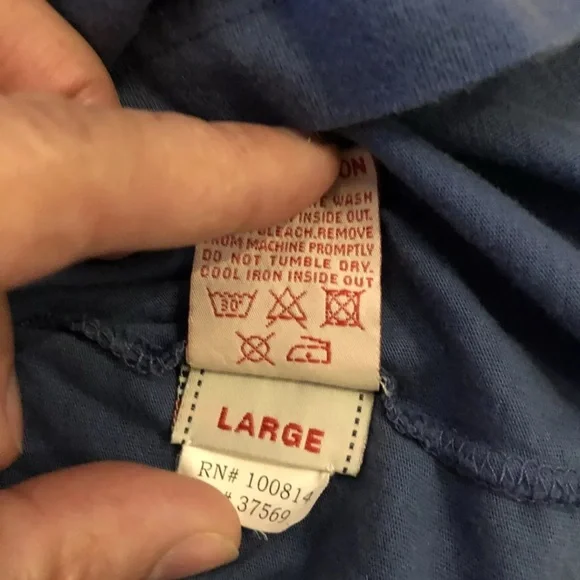 ON
WASH
INSIDE OUT.
BLEACH.REMOVE
FROM MACHINE PROMPTLY
DO NOT TUMBLE DRY.
COOL IRON INSIDE OUT
30°
LARGE
RN# 100814
# 37569